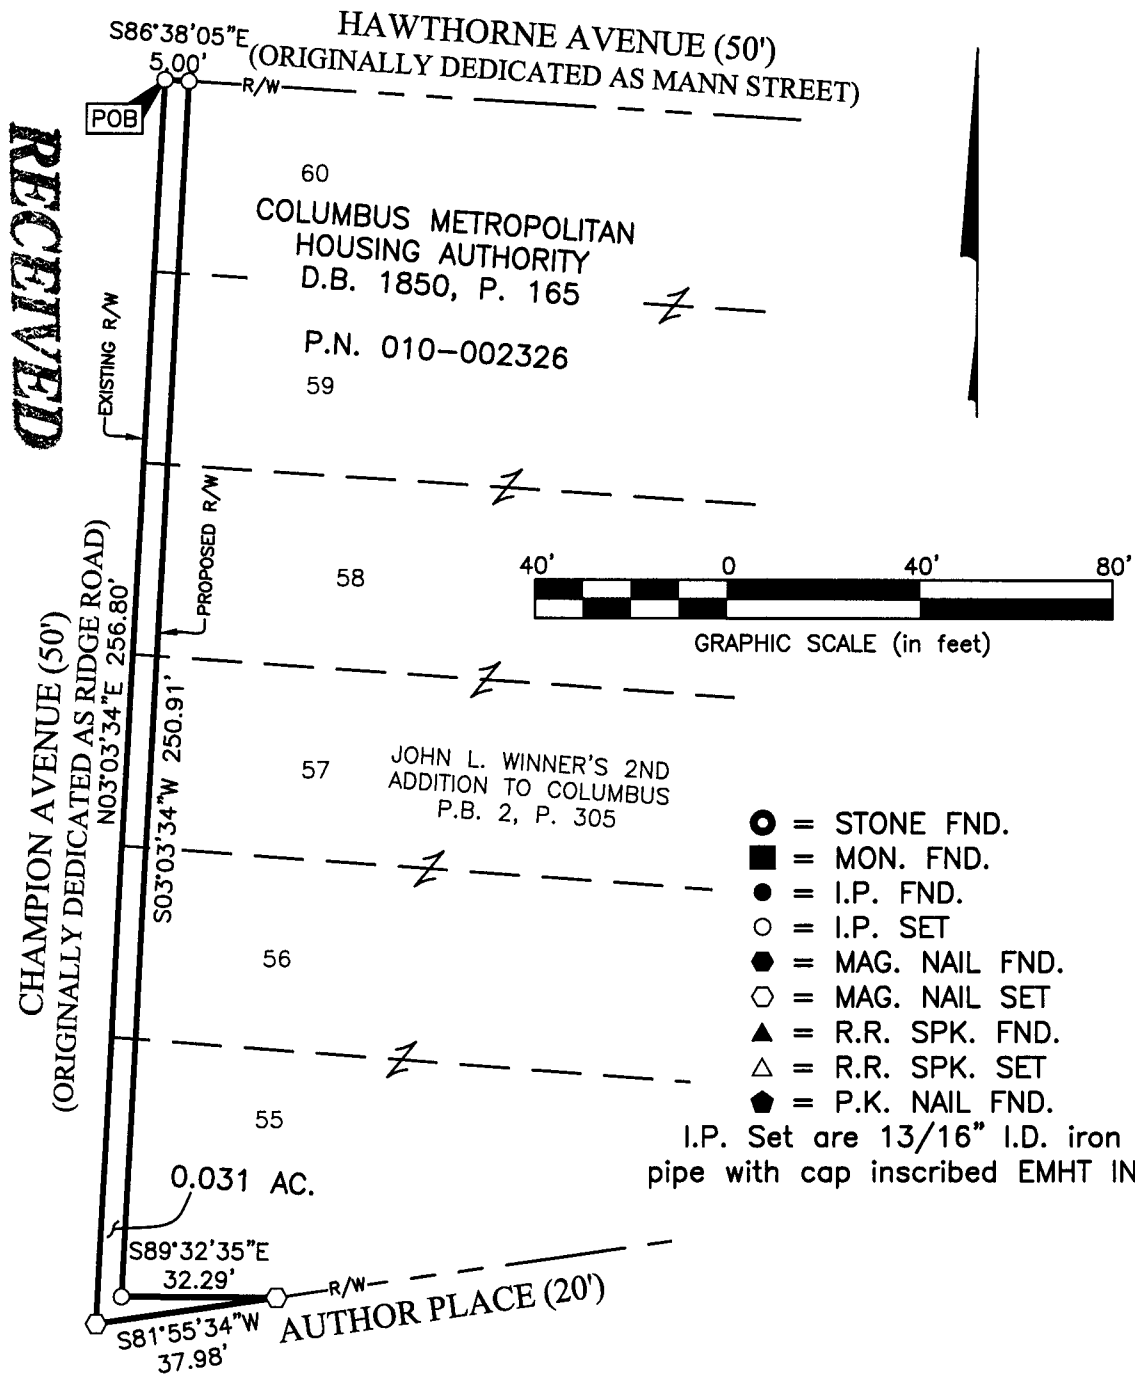 HAWTHORNE AVENUE (50')
(ORIGINALLY DEDICATED AS MANN STREET)
S86°38'05"E
5.00'
R/W
POB
RECEIVED
60
COLUMBUS METROPOLITAN
HOUSING AUTHORITY
D.B. 1850, P. 165
P.N. 010-002326
59
EXISTING R/W
PROPOSED R/W
58
40' 0 40' 80'
GRAPHIC SCALE (in feet)
CHAMPION AVENUE (50')
(ORIGINALLY DEDICATED AS RIDGE ROAD)
N03°03'34"E 256.80'
S03°03'34"W 250.91'
57
JOHN L. WINNER'S 2ND
ADDITION TO COLUMBUS
P.B. 2, P. 305
56
55
= STONE FND.
= MON. FND.
= I.P. FND.
= I.P. SET
= MAG. NAIL FND.
= MAG. NAIL SET
= R.R. SPK. FND.
= R.R. SPK. SET
= P.K. NAIL FND.
I.P. Set are 13/16" I.D. iron
pipe with cap inscribed EMHT IN
0.031 AC.
S89°32'35"E
32.29'
R/W
AUTHOR PLACE (20')
S81°55'34"W
37.98'